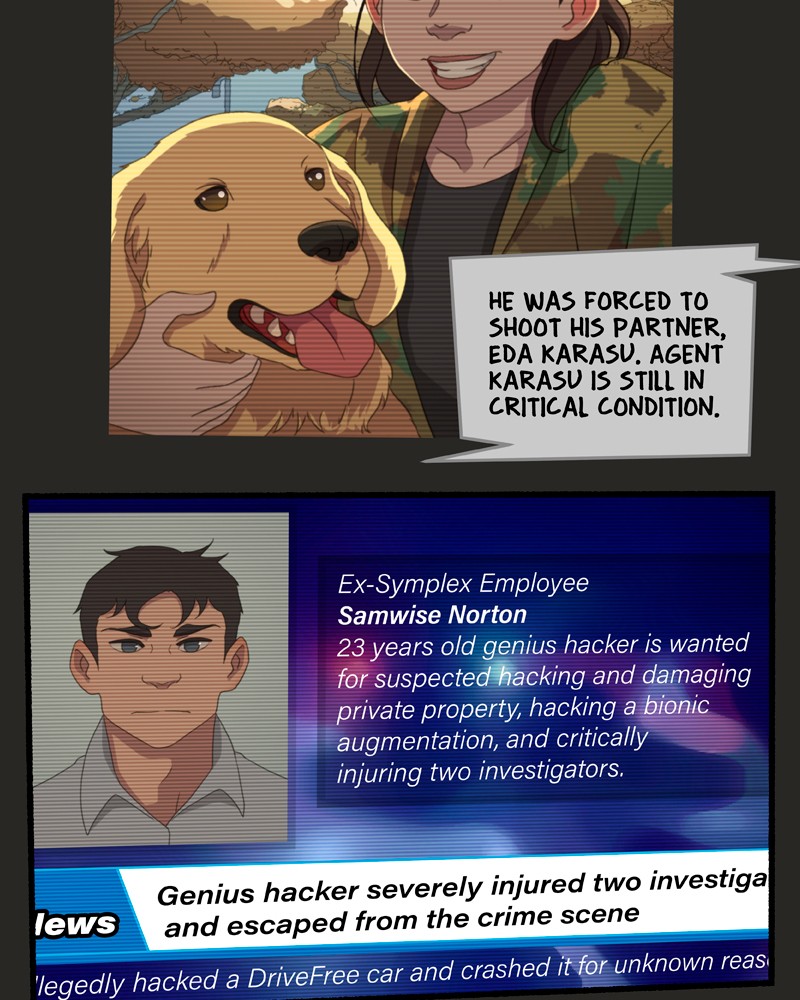 HE WAS FORCED TO
SHOOT HIS PARTNER,
EDA KARASU. AGENT
KARASU IS STILL IN
CRITICAL CONDITION.
Ex-Symplex Employee
Samwise Norton
23 years old genius hacker is wanted
for suspected hacking and damaging
private property, hacking a bionic
augmentation, and critically
injuring two investigators.
Genius hacker severely injured two investiga
and escaped from the crime scene
News
llegedly hacked a DriveFree car and crashed it for unknown reas